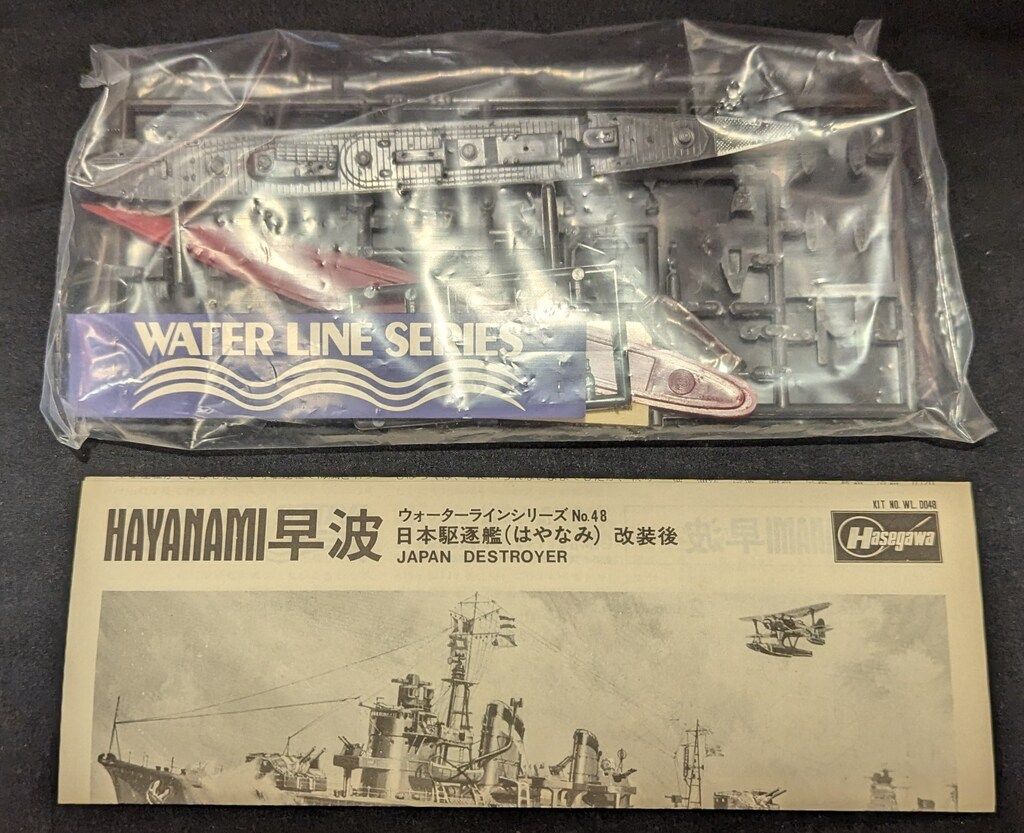 WATER LINE SERIES
HAYANAMI早波
ウォーターラインシリーズ No.48
日本駆逐艦(はやなみ) 改装後
JAPAN DESTROYER
KIT NO. WL. D048
Hasegawa